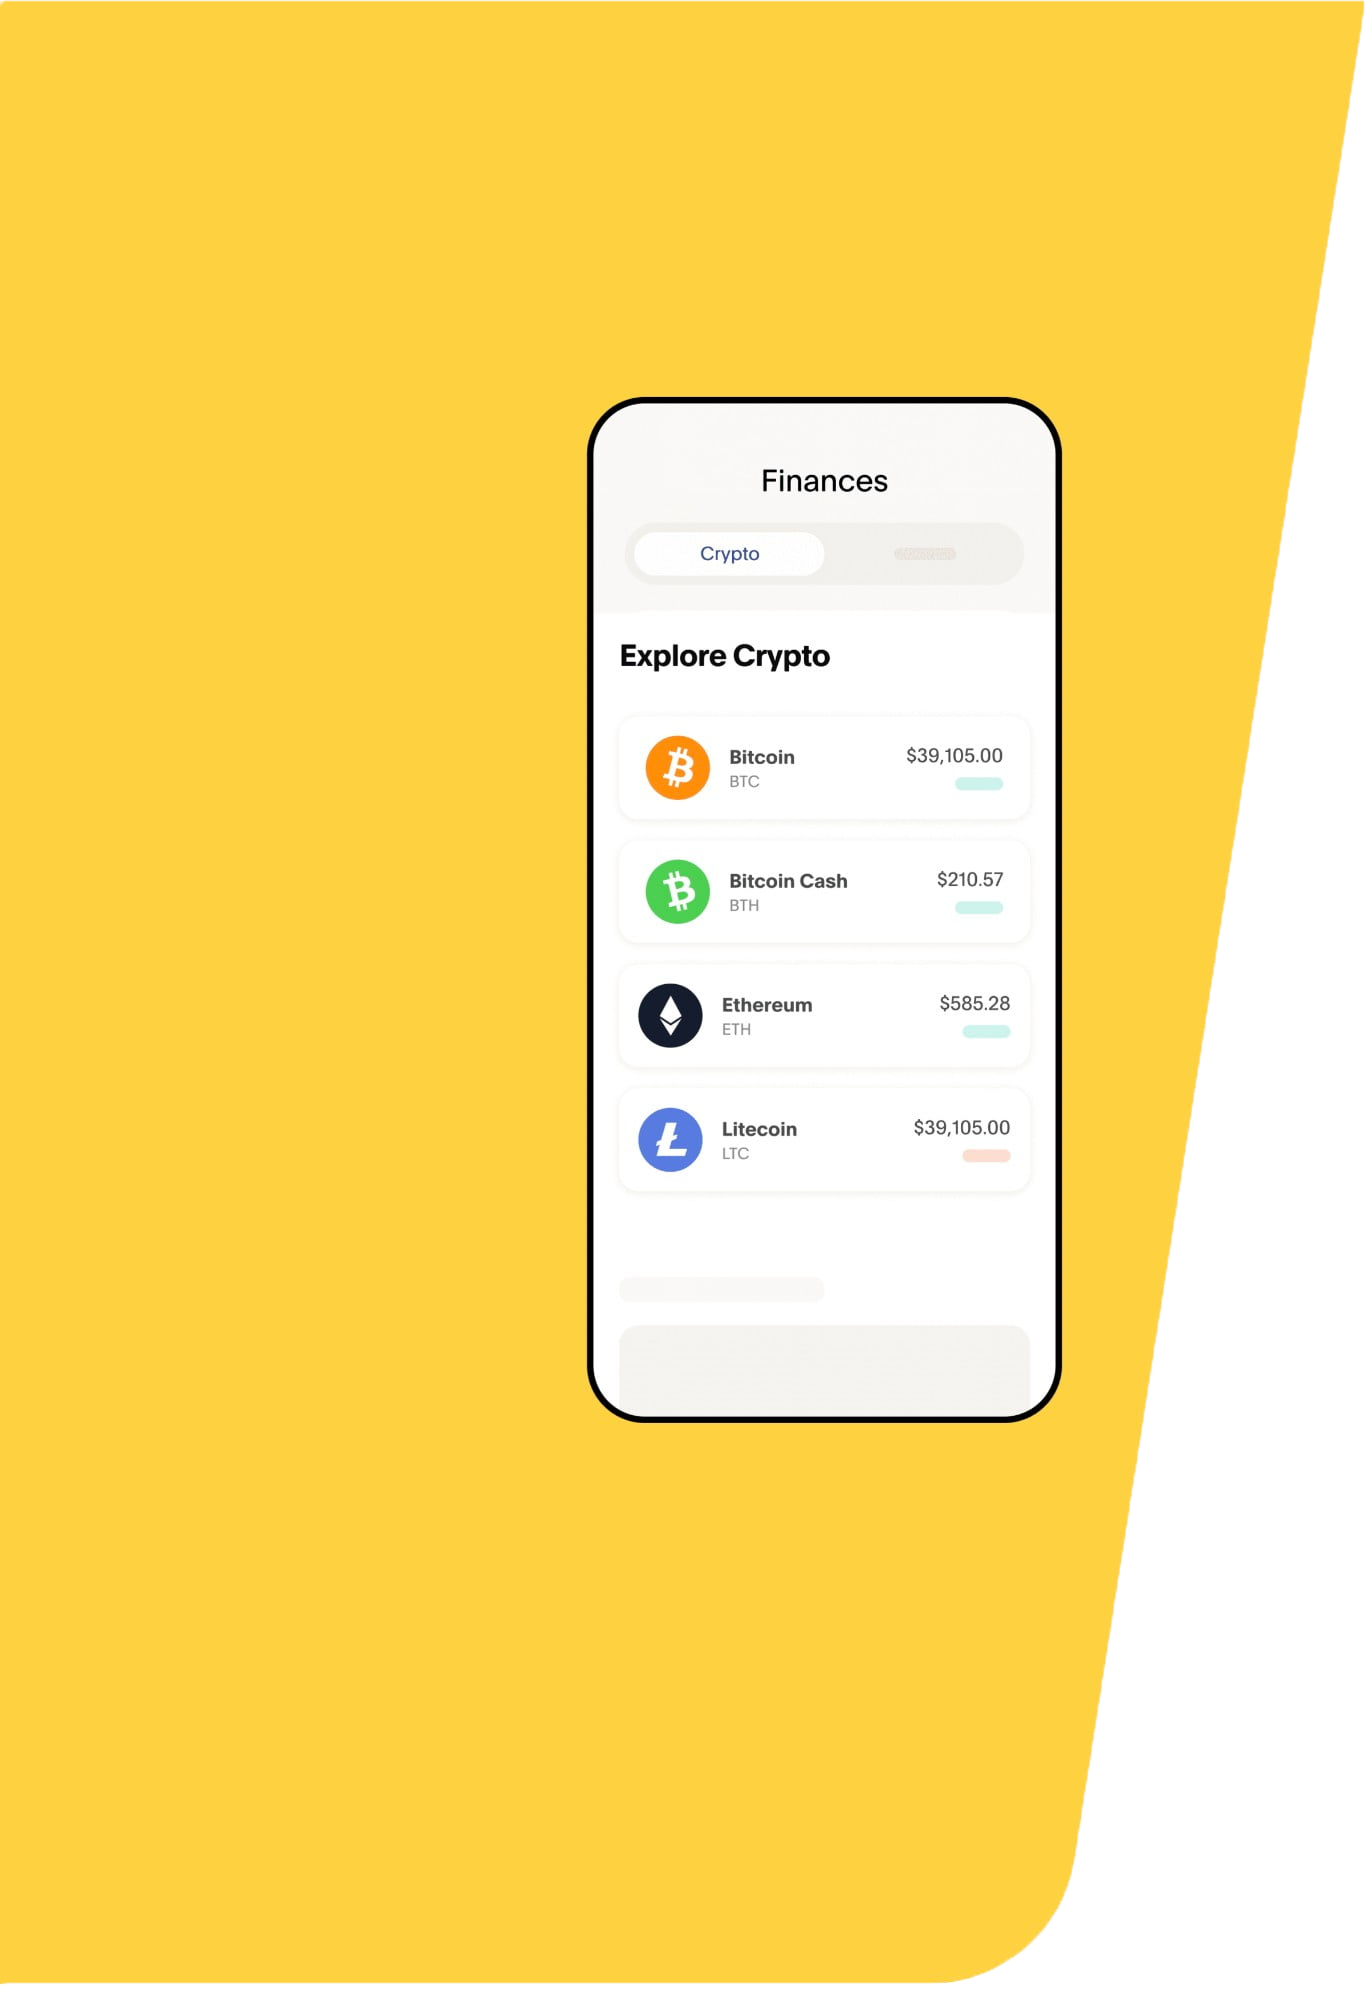 Finances
Crypto
Explore Crypto
Bitcoin $39,105.00
BTC
Bitcoin Cash $210.57
BTH
Ethereum $585.28
ETH
Litecoin $39,105.00
LTC